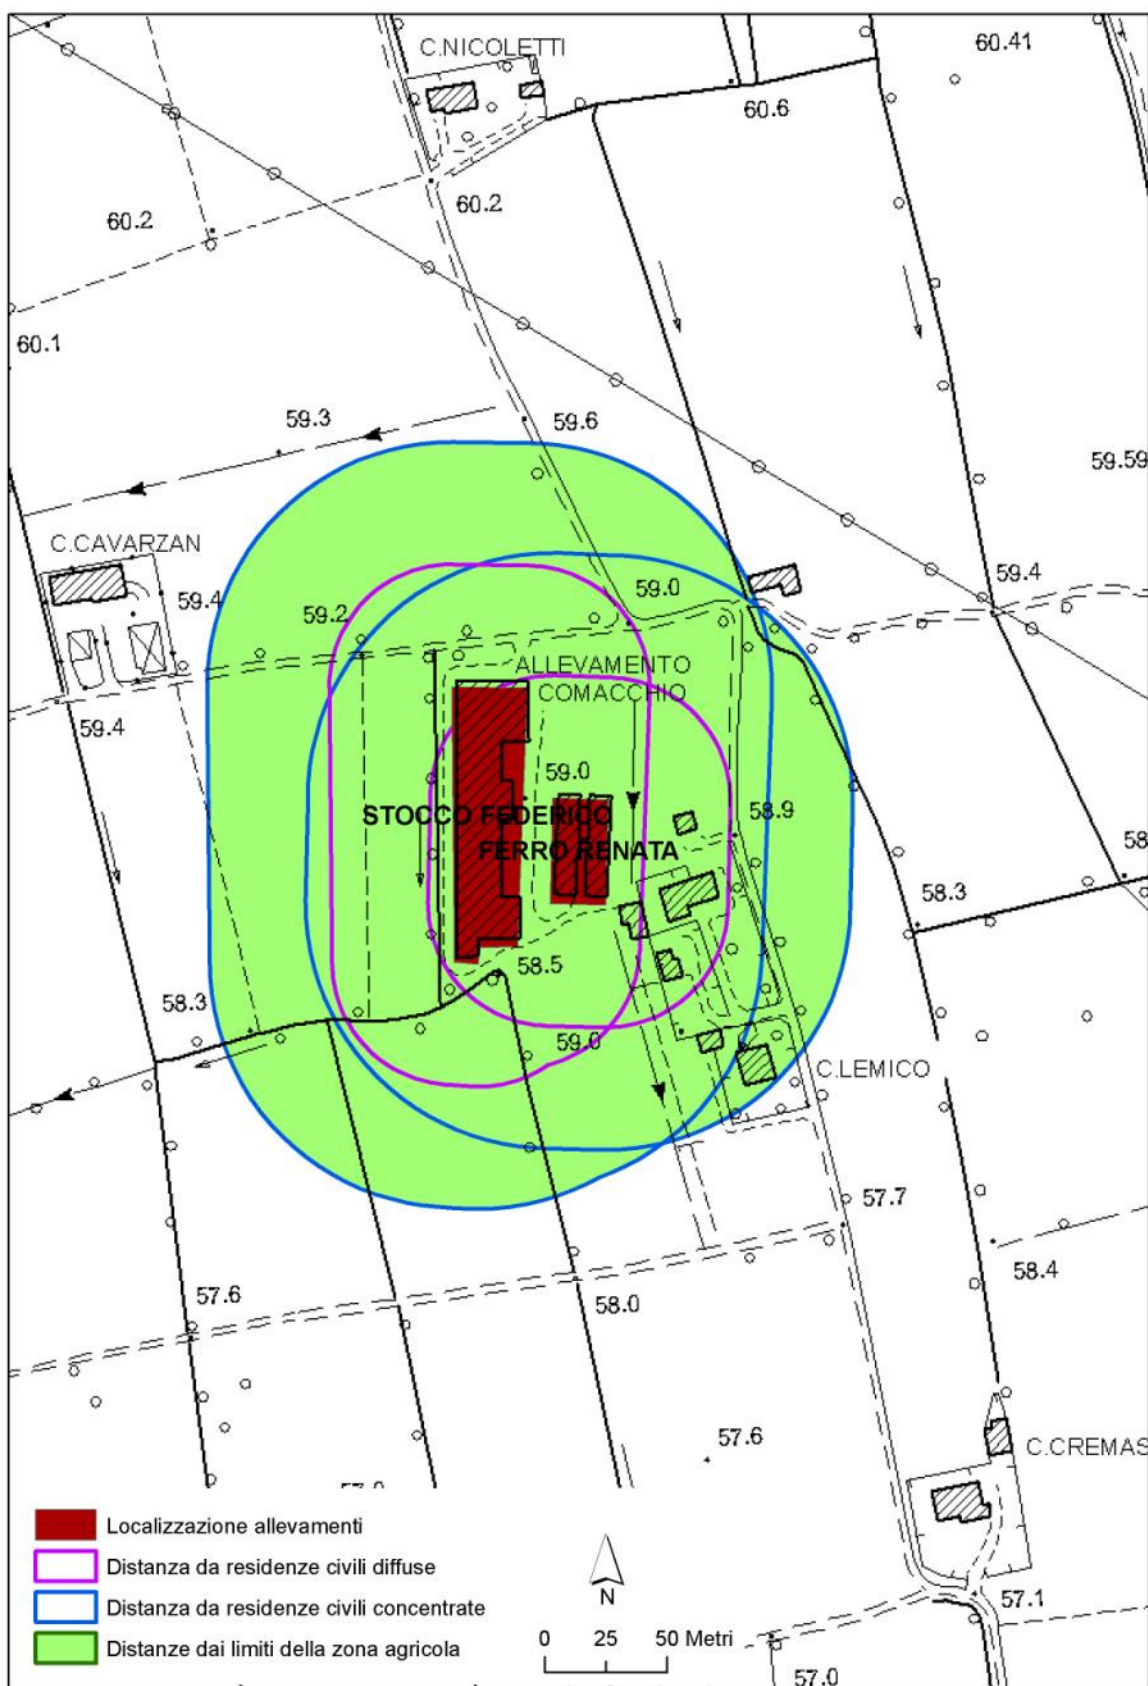 C.NICOLETTI
60.41
60.6
60.2
60.2
60.1
59.3
59.6
59.59
C.CAVARZAN
59.4
59.2
59.0
59.4
ALLEVAMENTO
COMACCHIO
59.4
59.0
STOCCO FEDERICO
58.9
FERRO RENATA
58
58.3
58.5
58.3
59.0
C.LEMICO
57.7
58.4
57.6
58.0
57.6
C.CREMAS
Localizzazione allevamenti
Distanza da residenze civili diffuse
Distanza da residenze civili concentrate
Distanze dai limiti della zona agricola
N
0 25 50 Metri
57.1
57.0